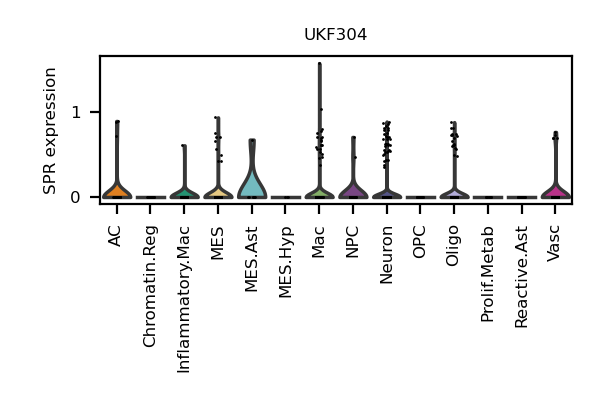 UKF304
SPR expression
1
0
AC
Chromatin.Reg
Inflammatory.Mac
MES
MES.Ast
MES.Hyp
Mac
NPC
Neuron
OPC
Oligo
Prolif.Metab
Reactive.Ast
Vasc